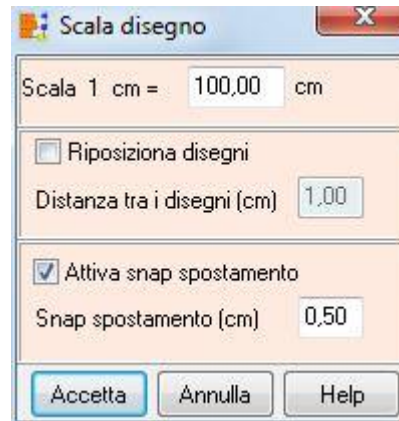 Scala disegno
Scala 1 cm = 100,00 cm
Riposiziona disegni
Distanza tra i disegni (cm) 1,00
Attiva snap spostamento
Snap spostamento (cm) 0,50
Accetta Annulla Help